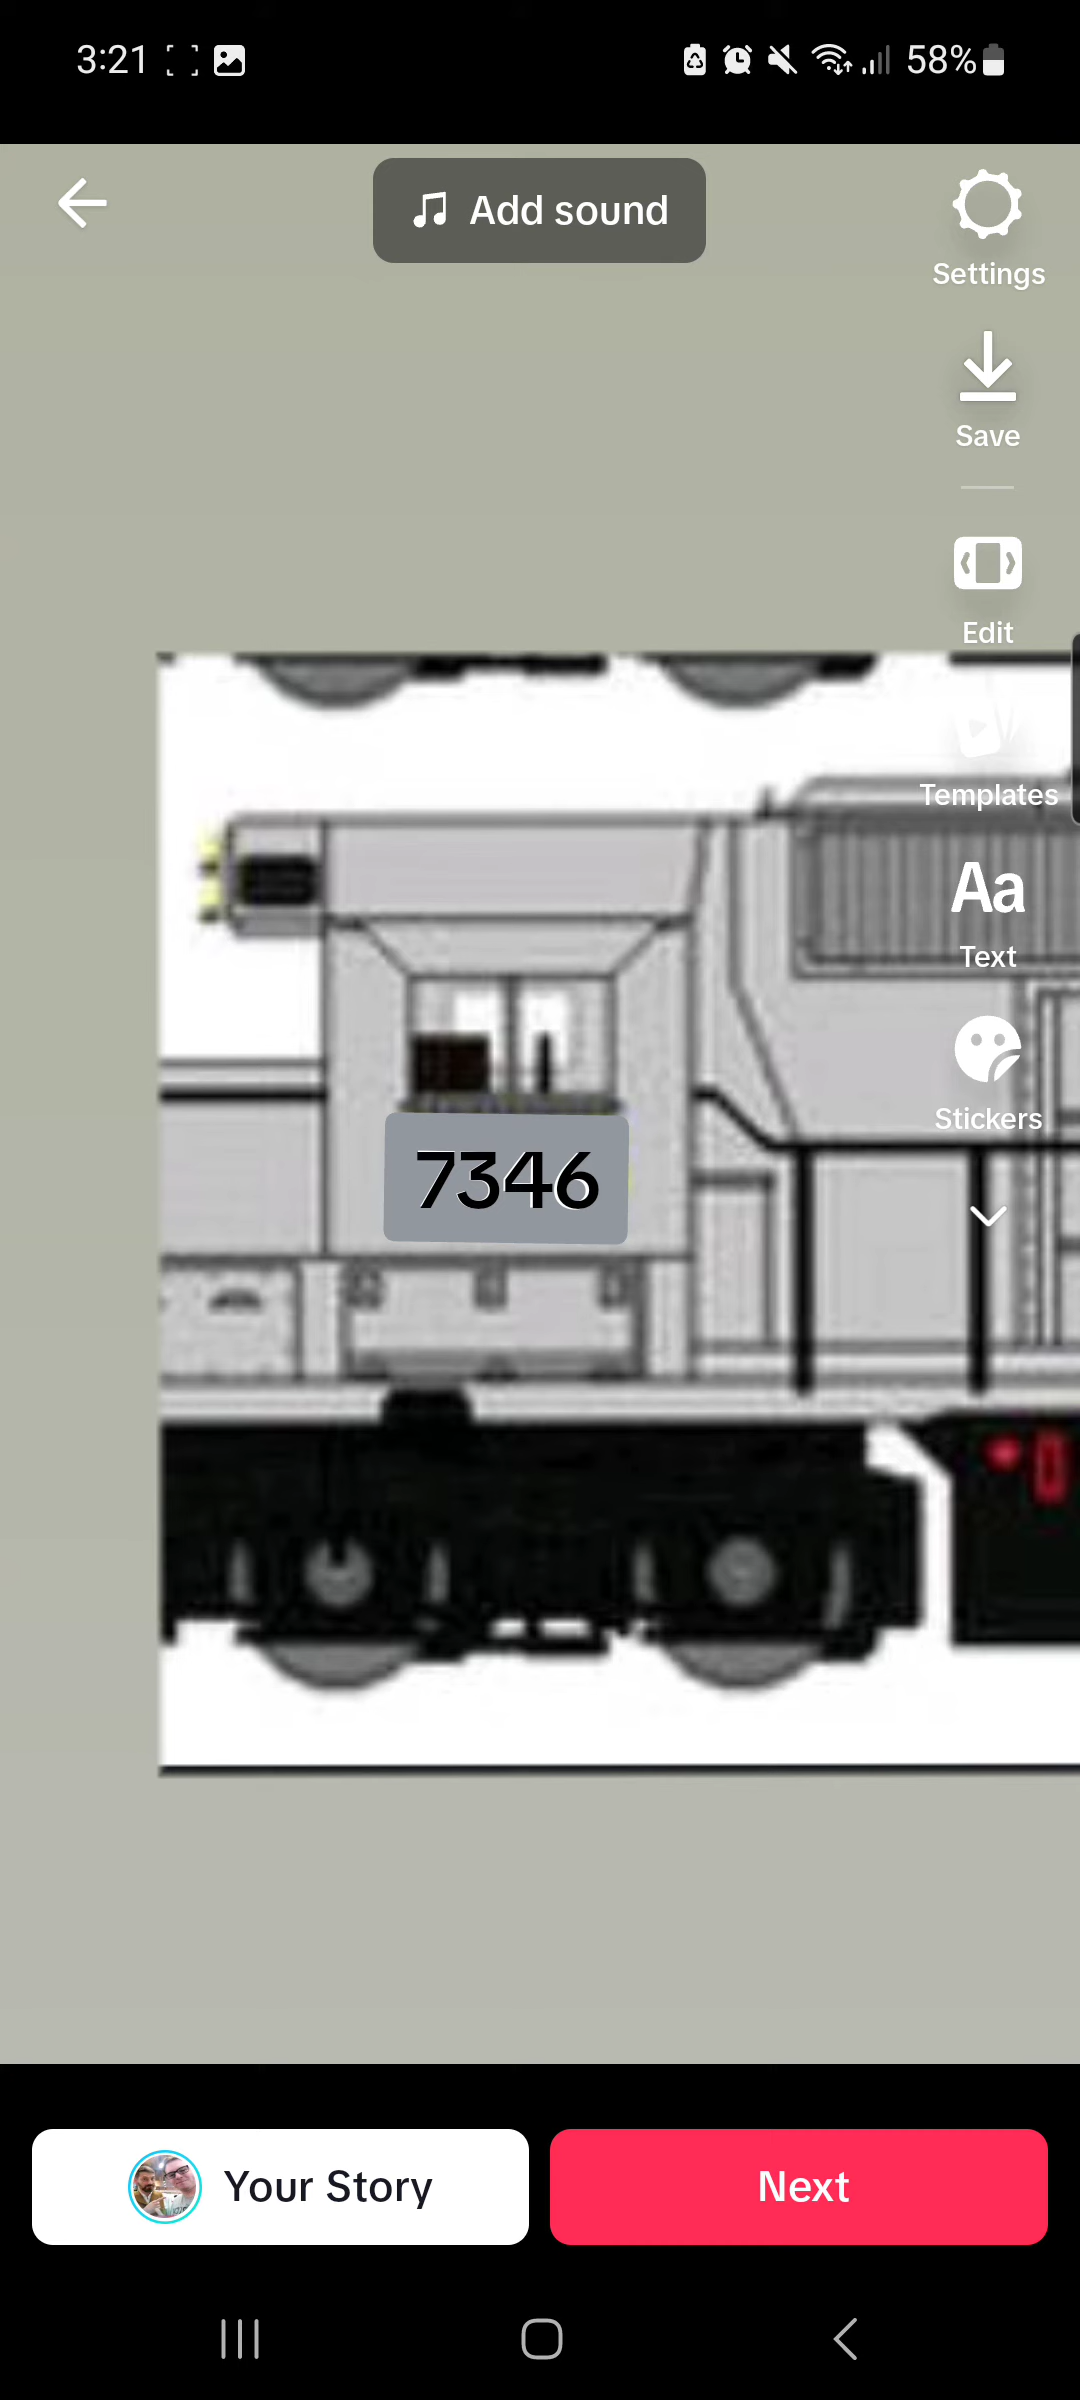 3:21
58%
Add sound
Settings
Save
Edit
Templates
Aa
Text
Stickers
7346
Your Story
Next